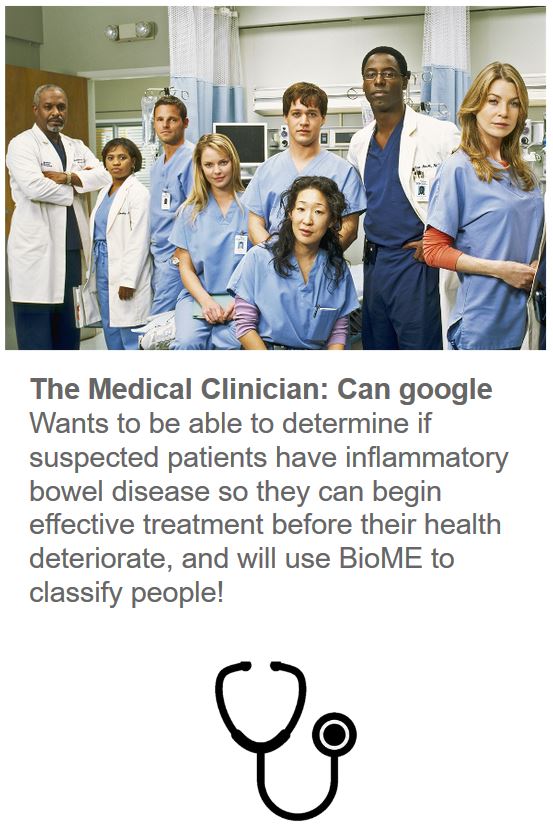 The Medical Clinician: Can google
Wants to be able to determine if
suspected patients have inflammatory
bowel disease so they can begin
effective treatment before their health
deteriorate, and will use BioME to
classify people!